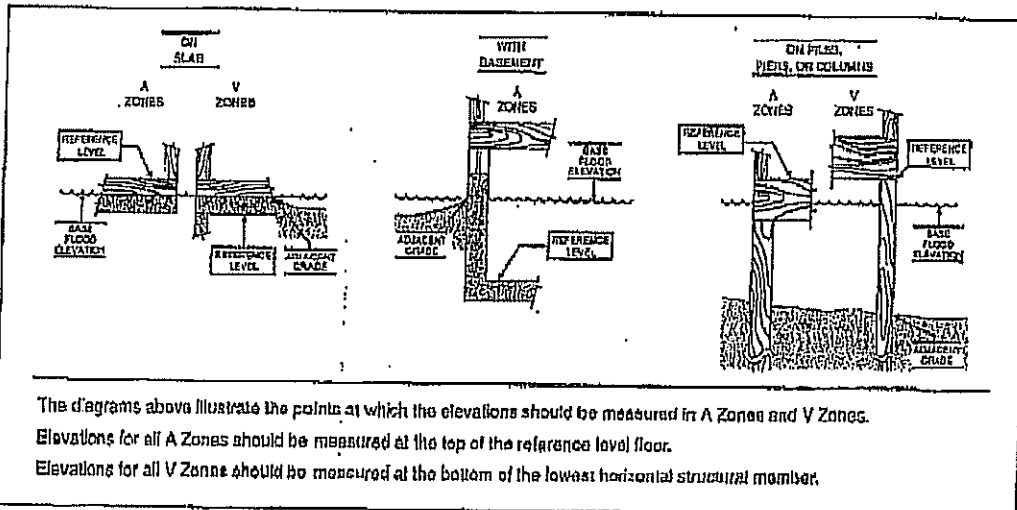 ON
SLAB
A
ZONES
V
ZONES
REFERENCE
LEVEL
BASE
FLOOD
ELEVATION
REFERENCE
LEVEL
ADJACENT
GRADE
WITH
BASEMENT
A
ZONES
BASE
FLOOD
ELEVATION
ADJACENT
GRADE
REFERENCE
LEVEL
ON PILES,
PIERS, OR COLUMNS
A
ZONES
V
ZONES
REFERENCE
LEVEL
REFERENCE
LEVEL
BASE
FLOOD
ELEVATION
ADJACENT
GRADE
The diagrams above illustrate the points at which the elevations should be measured in A Zones and V Zones.
Elevations for all A Zones should be measured at the top of the reference level floor.
Elevations for all V Zones should be measured at the bottom of the lowest horizontal structural member.